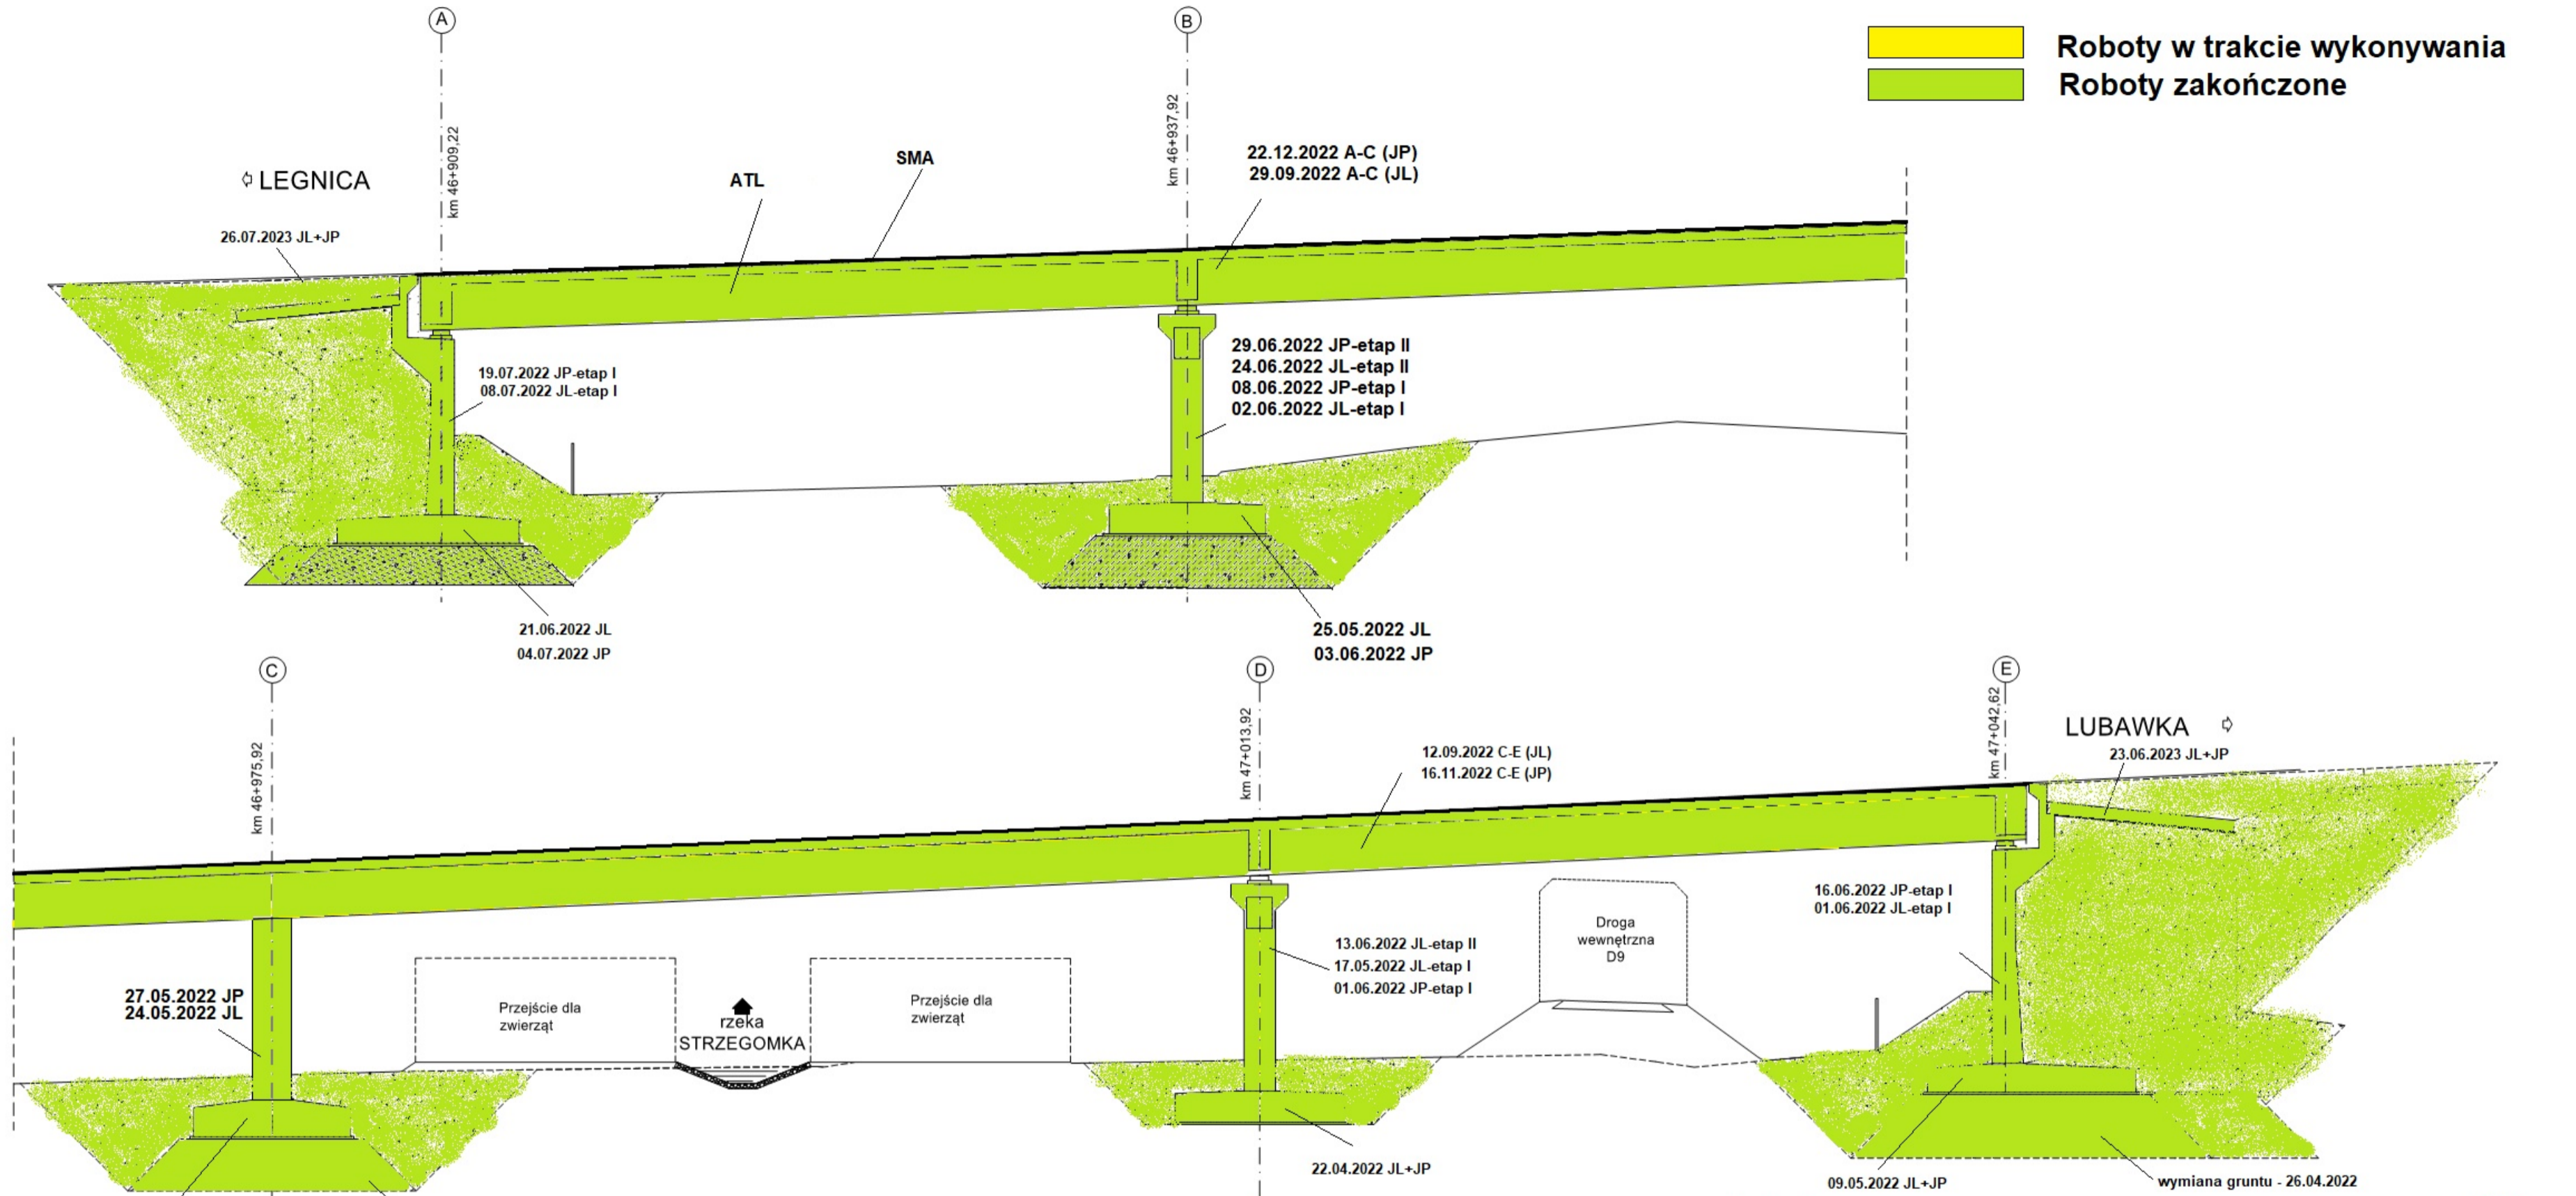 A
B
Roboty w trakcie wykonywania
Roboty zakończone
km 46+909,22
km 46+937,92
LEGNICA
26.07.2023 JL+JP
ATL
SMA
22.12.2022 A-C (JP)
29.09.2022 A-C (JL)
19.07.2022 JP-etap I
08.07.2022 JL-etap I
29.06.2022 JP-etap II
24.06.2022 JL-etap II
08.06.2022 JP-etap I
02.06.2022 JL-etap I
21.06.2022 JL
04.07.2022 JP
25.05.2022 JL
03.06.2022 JP
C
D
E
km 46+975,92
km 47+013,92
km 47+042,62
LUBAWKA
23.06.2023 JL+JP
12.09.2022 C-E (JL)
16.11.2022 C-E (JP)
27.05.2022 JP
24.05.2022 JL
Przejście dla
zwierząt
rzeka
STRZEGOMKA
Przejście dla
zwierząt
13.06.2022 JL-etap II
17.05.2022 JL-etap I
01.06.2022 JP-etap I
Droga
wewnętrzna
D9
16.06.2022 JP-etap I
01.06.2022 JL-etap I
22.04.2022 JL+JP
09.05.2022 JL+JP
wymiana gruntu - 26.04.2022